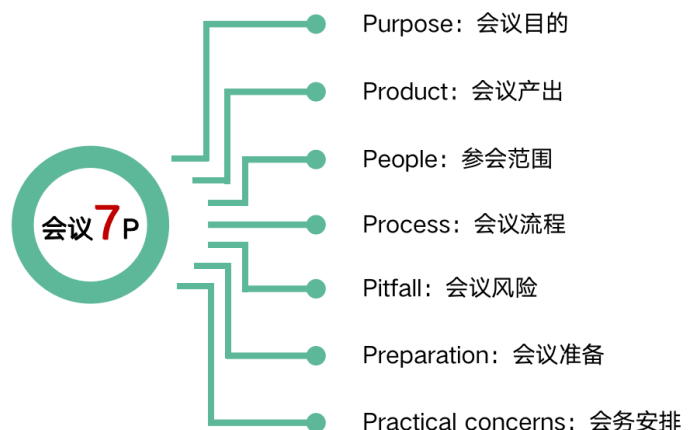 会议7P
Purpose：会议目的
Product：会议产出
People：参会范围
Process：会议流程
Pitfall：会议风险
Preparation：会议准备
Practical concerns：会务安排